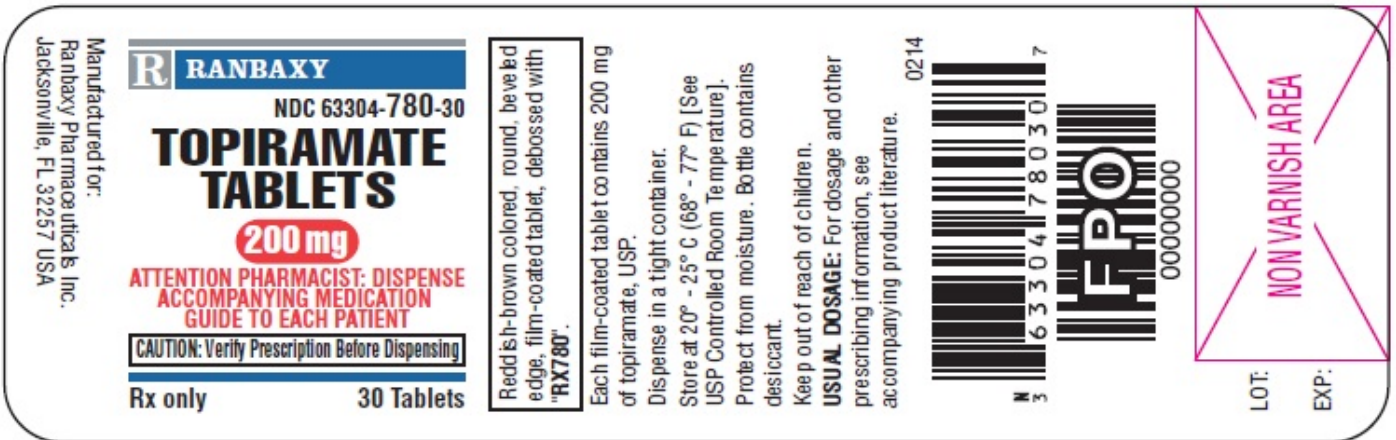 Manufactured for:
Ranbaxy Pharmaceuticals Inc.
Jacksonville, FL 32257 USA
R RANBAXY
NDC 63304-780-30
TOPIRAMATE
TABLETS
200 mg
ATTENTION PHARMACIST: DISPENSE
ACCOMPANYING MEDICATION
GUIDE TO EACH PATIENT
CAUTION: Verify Prescription Before Dispensing
Rx only 30 Tablets
Reddish-brown colored, round, beveled
edge, film-coated tablet, debossed with
"RX780".
Each film-coated tablet contains 200 mg
of topiramate, USP.
Dispense in a tight container.
Store at 20° - 25° C (68° - 77° F) [See
USP Controlled Room Temperature].
Protect from moisture. Bottle contains
desiccant.
Keep out of reach of children.
USUAL DOSAGE: For dosage and other
prescribing information, see
accompanying product literature.
0214
N
3 63304 78030 7
FPO
00000000
NON VARNISH AREA
LOT:
EXP: